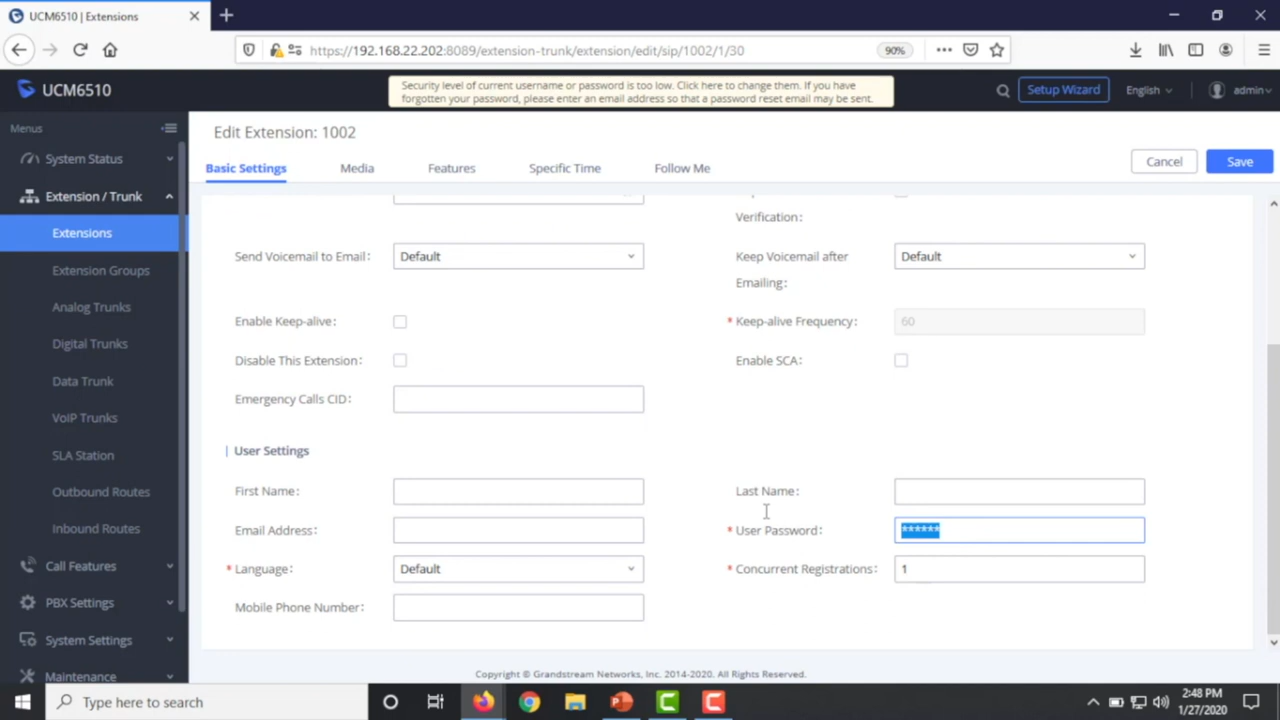 UCM6510 | Extensions
https://192.168.22.202:8089/extension-trunk/extension/edit/sip/1002/1/30
90%
UCM6510
Security level of current username or password is too low. Click here to change them. If you have
forgotten your password, please enter an email address so that a password reset email may be sent.
Setup Wizard
English
admin
Menus
System Status
Extension / Trunk
Extensions
Extension Groups
Analog Trunks
Digital Trunks
Data Trunk
VoIP Trunks
SLA Station
Outbound Routes
Inbound Routes
Call Features
PBX Settings
System Settings
Maintenance
Edit Extension: 1002
Basic Settings
Media
Features
Specific Time
Follow Me
Cancel
Save
Verification:
Send Voicemail to Email: Default
Keep Voicemail after
Emailing:
Default
Enable Keep-alive:
* Keep-alive Frequency: 60
Disable This Extension:
Enable SCA:
Emergency Calls CID:
User Settings
First Name:
Last Name:
Email Address:
* User Password: ******
* Language: Default
* Concurrent Registrations: 1
Mobile Phone Number:
Copyright © Grandstream Networks, Inc. 2014-2020. All Rights Reserved.
Type here to search
2:48 PM
1/27/2020